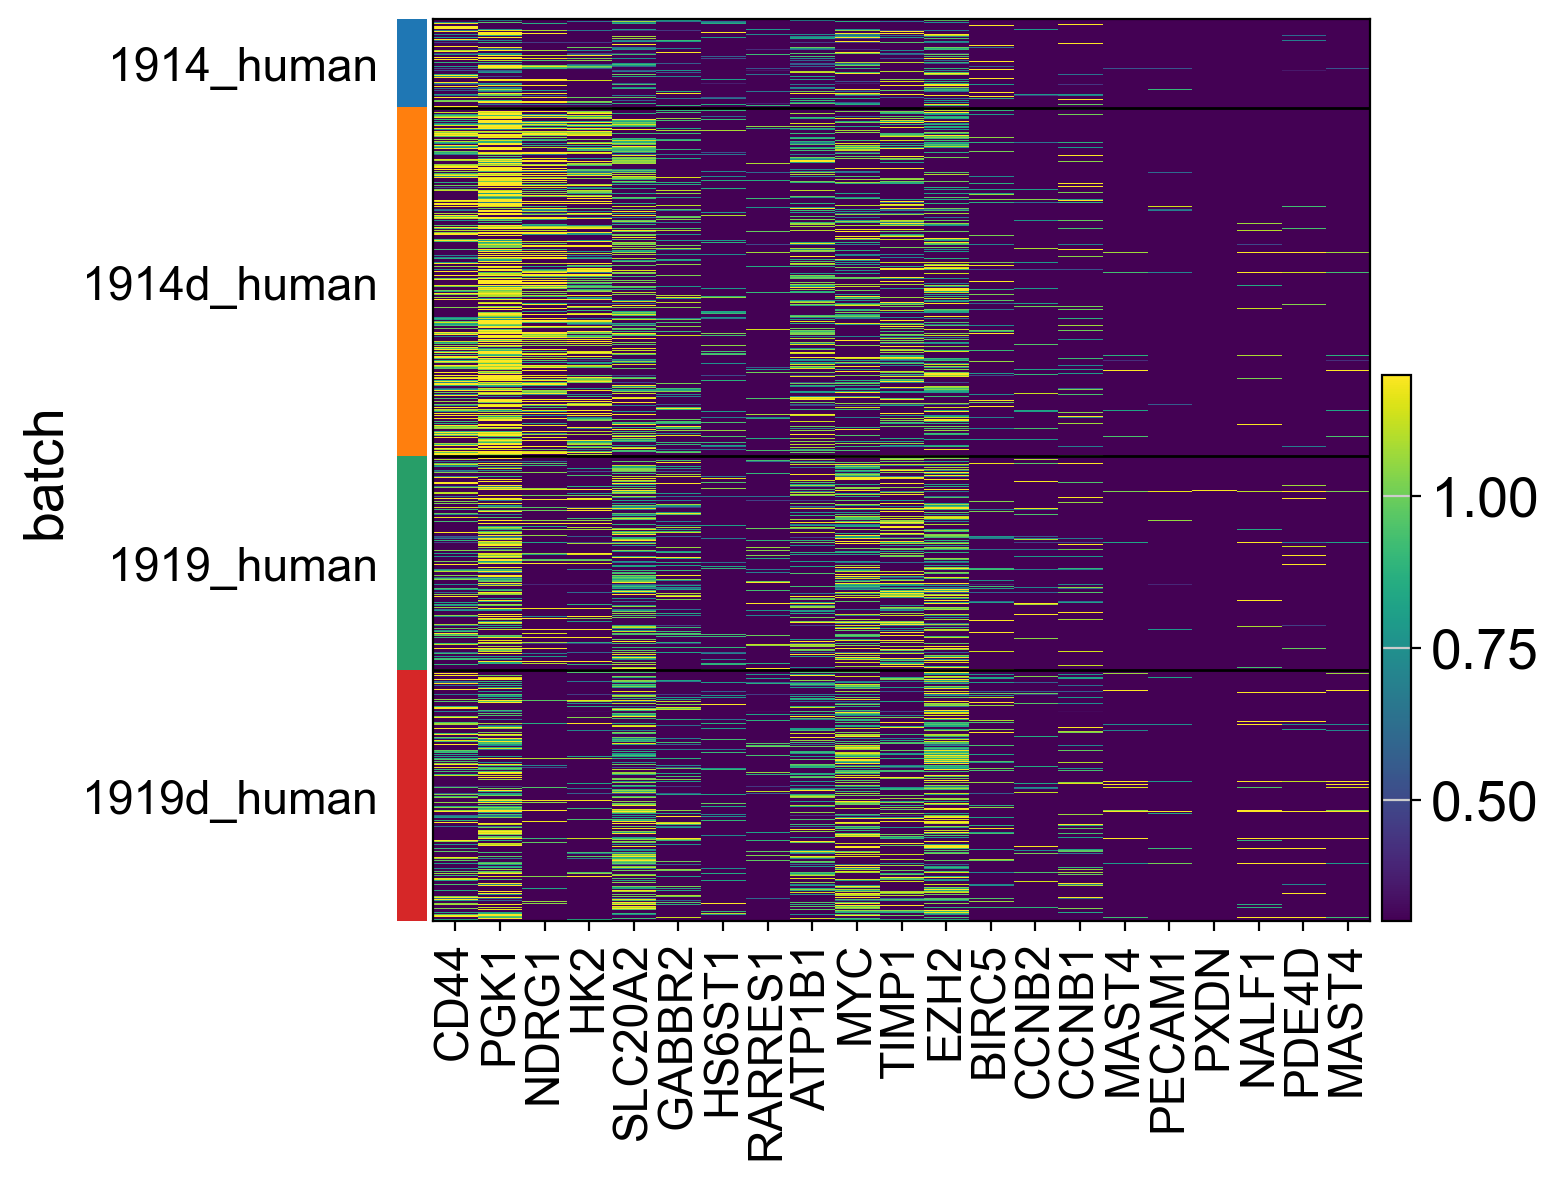 batch
1914_human
1914d_human
1919_human
1919d_human
1.00
0.75
0.50
CD44
PGK1
NDRG1
HK2
SLC20A2
GABBR2
HS6ST1
RARRES1
ATP1B1
MYC
TIMP1
EZH2
BIRC5
CCNB2
CCNB1
MAST4
PECAM1
PXDN
NALF1
PDE4D
MAST4